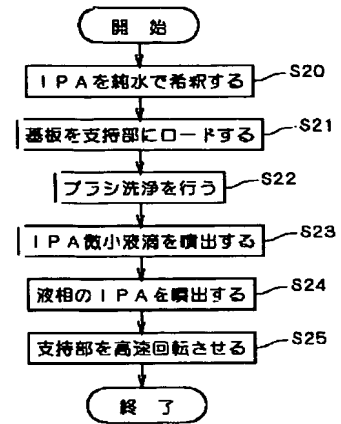 開 始
IPAを純水で希釈する
S20
基板を支持部にロードする
S21
ブラシ洗浄を行う
S22
IPA微小液滴を噴出する
S23
液相のIPAを噴出する
S24
支持部を高速回転させる
S25
終 了